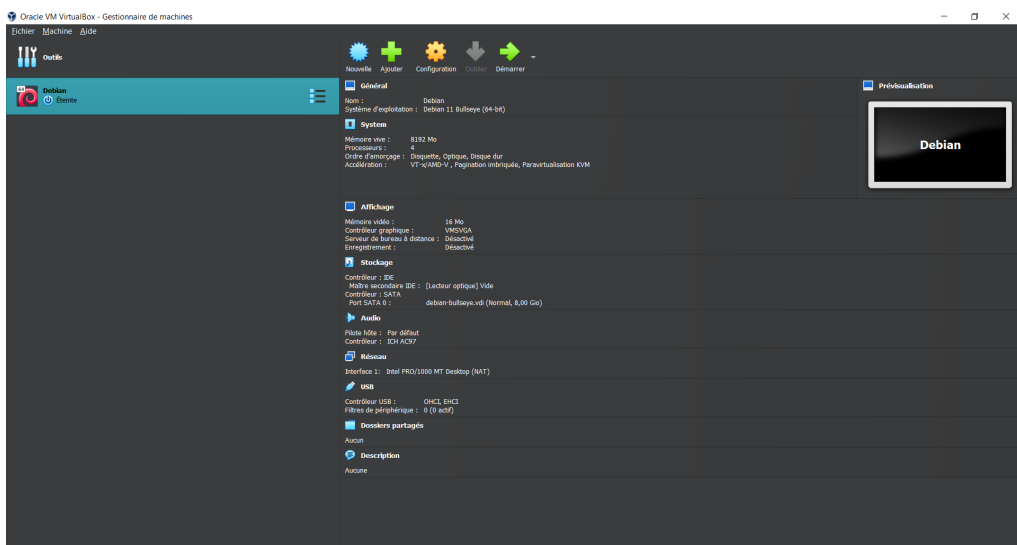 Oracle VM VirtualBox - Gestionnaire de machines
Fichier Machine Aide
Outils
Nouvelle Ajouter Configuration Oublier Démarrer
64
Debian
Éteinte
Général
Nom : Debian
Système d'exploitation : Debian 11 Bullseye (64-bit)
Prévisualisation
Debian
System
Mémoire vive : 8192 Mo
Processeurs : 4
Ordre d'amorçage : Disquette, Optique, Disque dur
Accélération : VT-x/AMD-V , Pagination imbriquée, Paravirtualisation KVM
Affichage
Mémoire vidéo : 16 Mo
Contrôleur graphique : VMSVGA
Serveur de bureau à distance : Désactivé
Enregistrement : Désactivé
Stockage
Contrôleur : IDE
Maître secondaire IDE : [Lecteur optique] Vide
Contrôleur : SATA
Port SATA 0 : debian-bullseye.vdi (Normal, 8,00 Gio)
Audio
Pilote hôte : Par défaut
Contrôleur : ICH AC97
Réseau
Interface 1: Intel PRO/1000 MT Desktop (NAT)
USB
Contrôleur USB : OHCI, EHCI
Filtres de périphérique : 0 (0 actif)
Dossiers partagés
Aucun
Description
Aucune